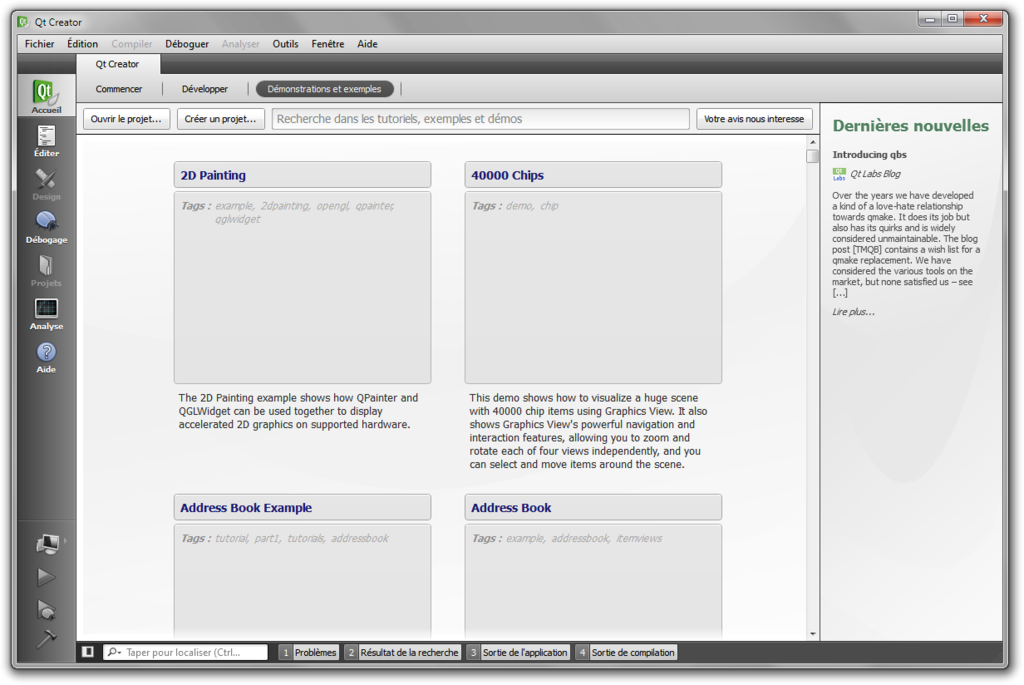 Qt Creator
Fichier Édition Compiler Déboguer Analyser Outils Fenêtre Aide
Qt Creator
Commencer Développer Démonstrations et exemples
Ouvrir le projet... Créer un projet... Recherche dans les tutoriels, exemples et démos Votre avis nous interesse
Qt
Accueil
Éditer
Design
Débogage
Projets
Analyse
Aide
2D Painting
Tags : example, 2dpainting, opengl, qpainter,
qglwidget
The 2D Painting example shows how QPainter and
QGLWidget can be used together to display
accelerated 2D graphics on supported hardware.
40000 Chips
Tags : demo, chip
This demo shows how to visualize a huge scene
with 40000 chip items using Graphics View. It also
shows Graphics View's powerful navigation and
interaction features, allowing you to zoom and
rotate each of four views independently, and you
can select and move items around the scene.
Address Book Example
Tags : tutorial, part1, tutorials, addressbook
Address Book
Tags : example, addressbook, itemviews
Dernières nouvelles
Introducing qbs
Qt Labs Qt Labs Blog
Over the years we have developed
a kind of a love-hate relationship
towards qmake. It does its job but
also has its quirks and is widely
considered unmaintainable. The blog
post [TMQB] contains a wish list for a
qmake replacement. We have
considered the various tools on the
market, but none satisfied us – see
[...]
Lire plus...
Taper pour localiser (Ctrl... 1 Problèmes 2 Résultat de la recherche 3 Sortie de l'application 4 Sortie de compilation